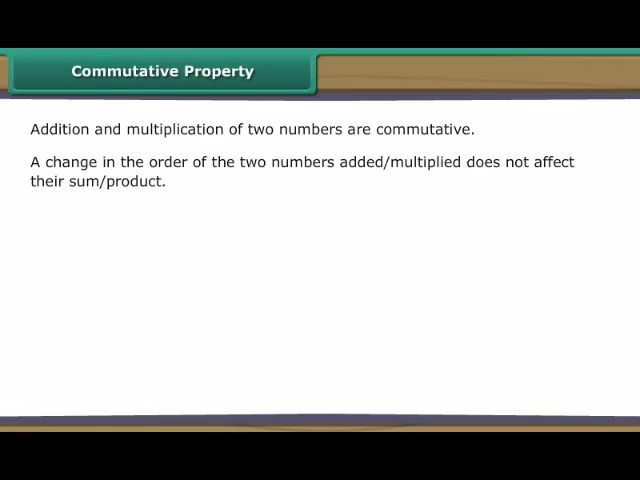 Commutative Property
Addition and multiplication of two numbers are commutative.
A change in the order of the two numbers added/multiplied does not affect
their sum/product.